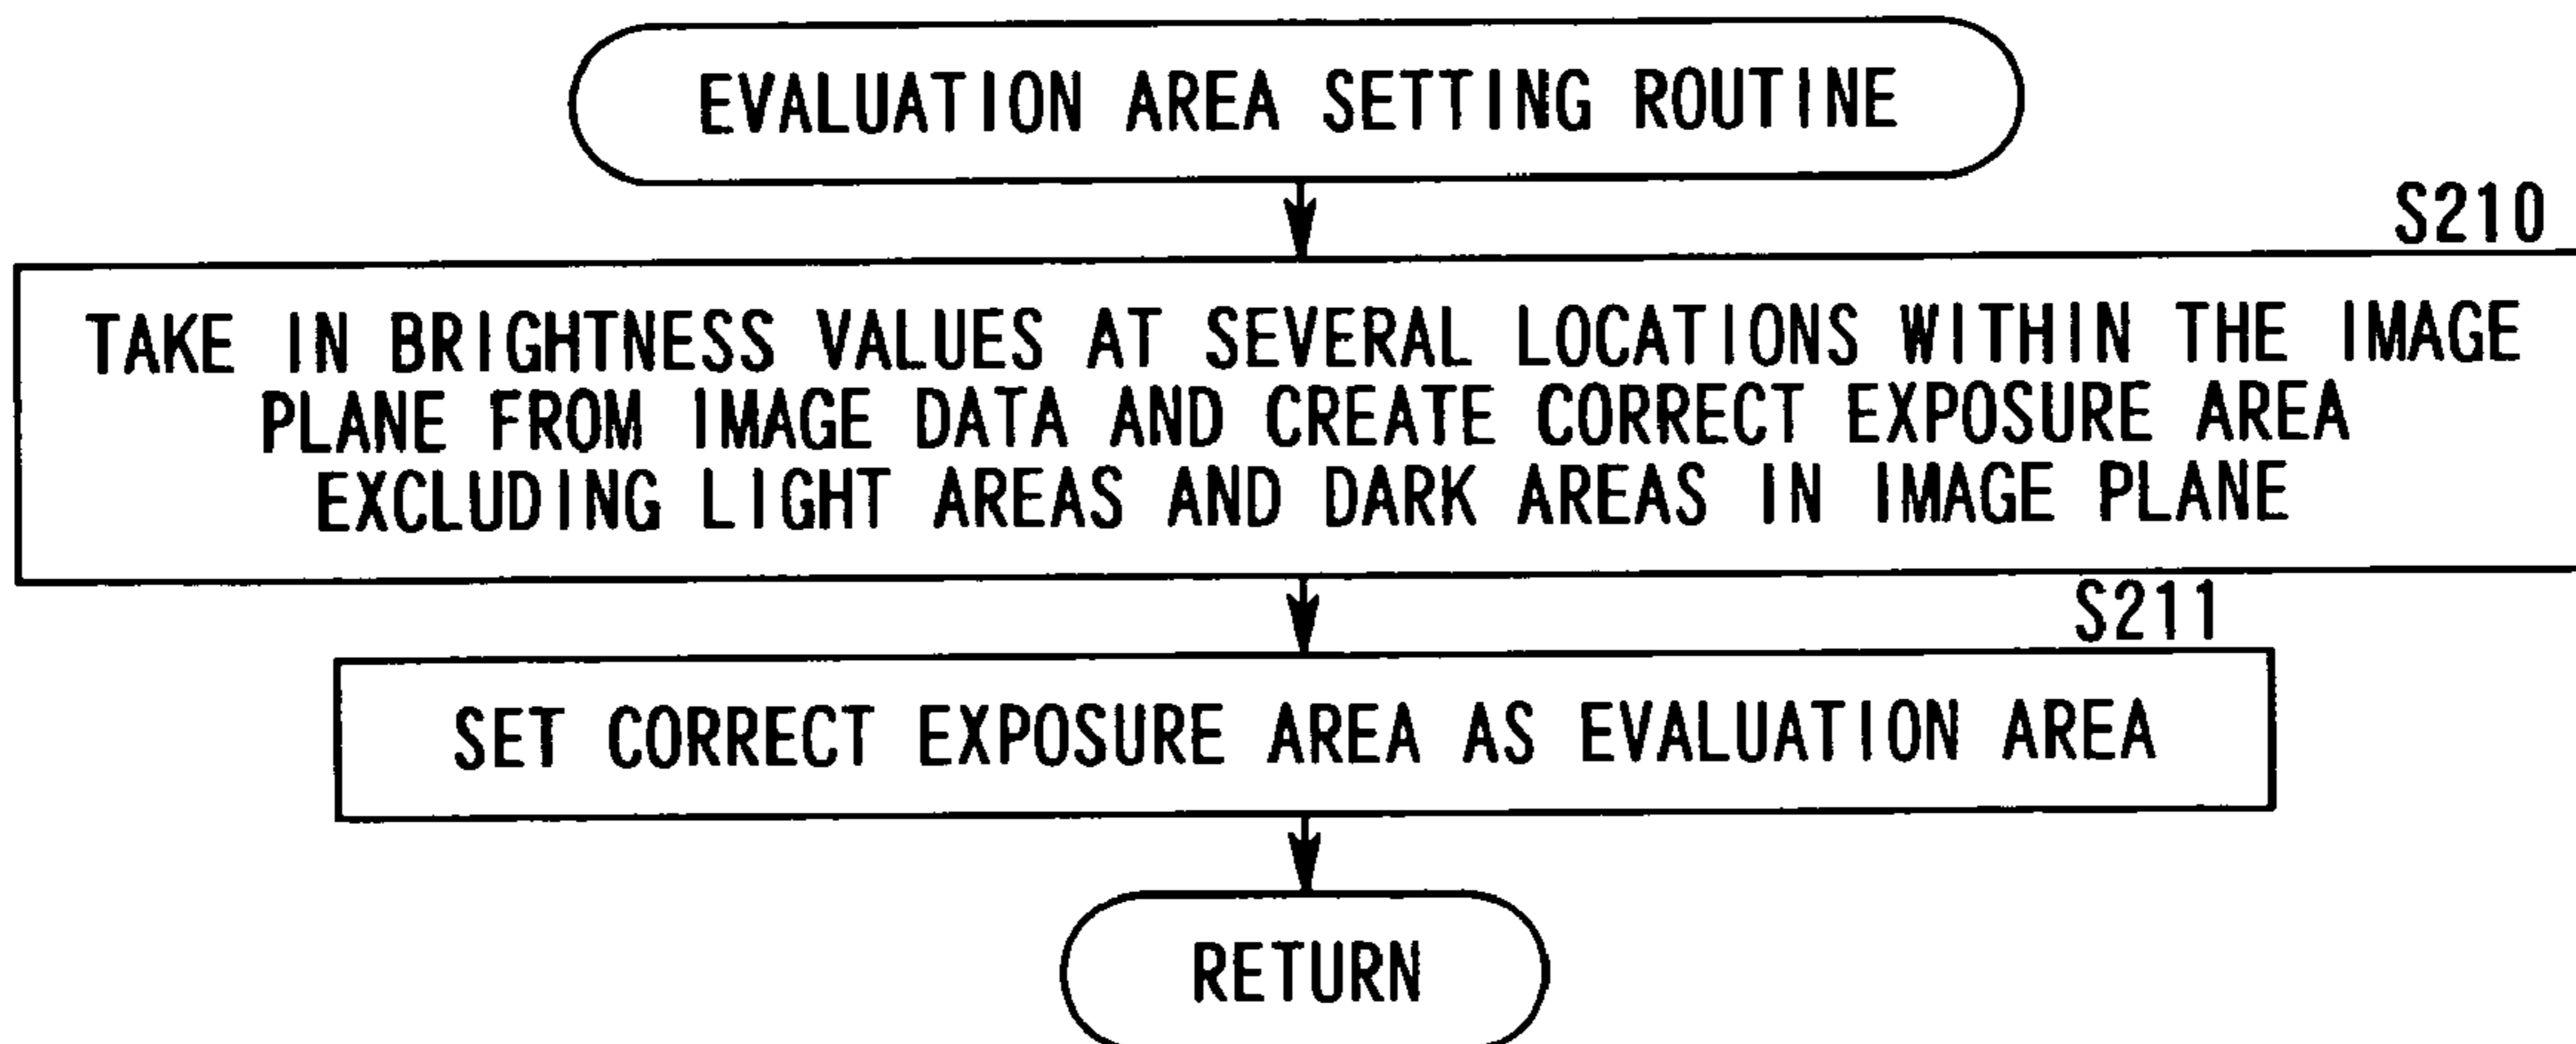 EVALUATION AREA SETTING ROUTINE
S210
TAKE IN BRIGHTNESS VALUES AT SEVERAL LOCATIONS WITHIN THE IMAGE
PLANE FROM IMAGE DATA AND CREATE CORRECT EXPOSURE AREA
EXCLUDING LIGHT AREAS AND DARK AREAS IN IMAGE PLANE
S211
SET CORRECT EXPOSURE AREA AS EVALUATION AREA
RETURN